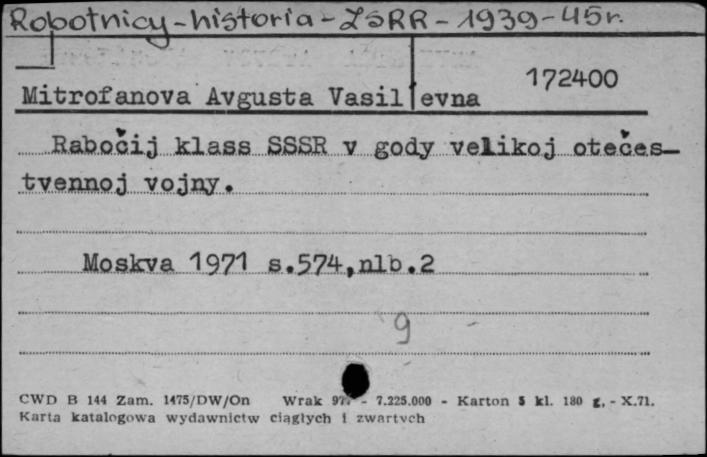 Robotnicy - historia - ZSRR - 1939-45 r.
172400
Mitrofanova Avgusta Vasil'evna
Rabočij klass SSSR v gody velikoj otečes-
tvennoj vojny.
Moskva 1971 s.574,nlb.2
9
CWD B 144 Zam. 1475/DW/On Wrak - 7.225.000 - Karton 5 kl. 180 g. - X.71.
Karta katalogowa wydawnictw ciągłych i zwartych